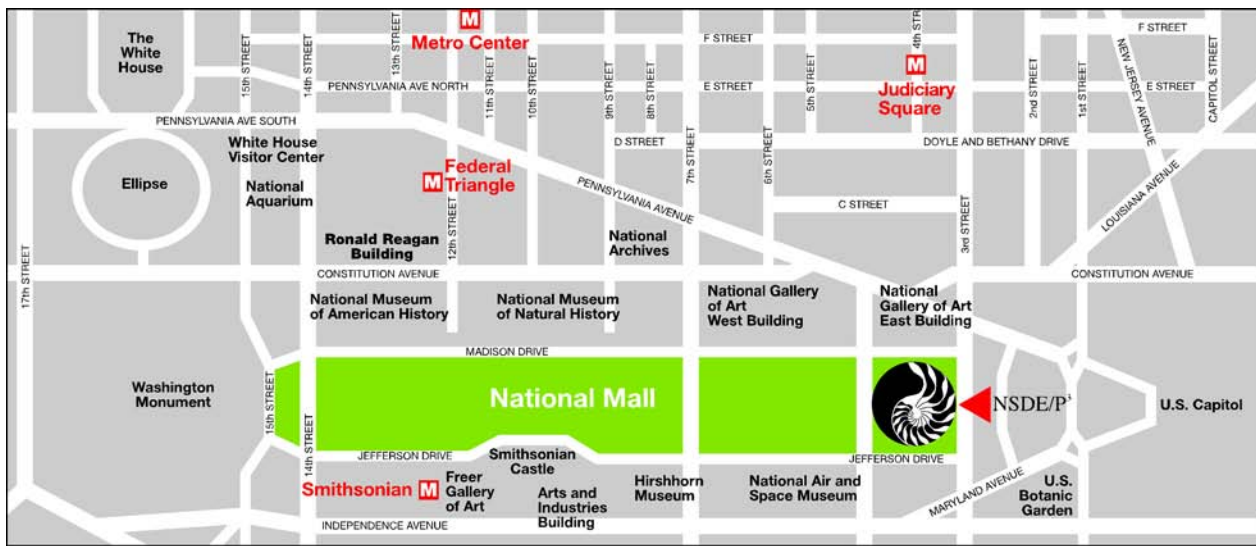 The
White
House
15th STREET
14th STREET
13th STREET
M
Metro Center
11th STREET
10th STREET
9th STREET
8th STREET
F STREET
5th STREET
4th STREET
M
Judiciary
Square
2nd STREET
1st STREET
NEW JERSEY AVENUE
F STREET
E STREET
CAPITOL STREET
PENNSYLVANIA AVE NORTH
E STREET
PENNSYLVANIA AVE SOUTH
White House
Visitor Center
D STREET
DOYLE AND BETHANY DRIVE
Ellipse
National
Aquarium
M
Federal
Triangle
PENNSYLVANIA AVENUE
7th STREET
6th STREET
C STREET
3rd STREET
LOUISIANA AVENUE
17th STREET
Ronald Reagan
Building
12th STREET
National
Archives
CONSTITUTION AVENUE
CONSTITUTION AVENUE
National Museum
of American History
National Museum
of Natural History
National Gallery
of Art
West Building
National
Gallery of Art
East Building
MADISON DRIVE
Washington
Monument
15th STREET
14th STREET
National Mall
NSDE/P³
U.S. Capitol
JEFFERSON DRIVE
Smithsonian
Castle
JEFFERSON DRIVE
Smithsonian
M
Freer
Gallery
of Art
Arts and
Industries
Building
Hirshhorn
Museum
National Air and
Space Museum
MARYLAND AVENUE
U.S.
Botanic
Garden
INDEPENDENCE AVENUE
INDEPENDENCE AVENUE